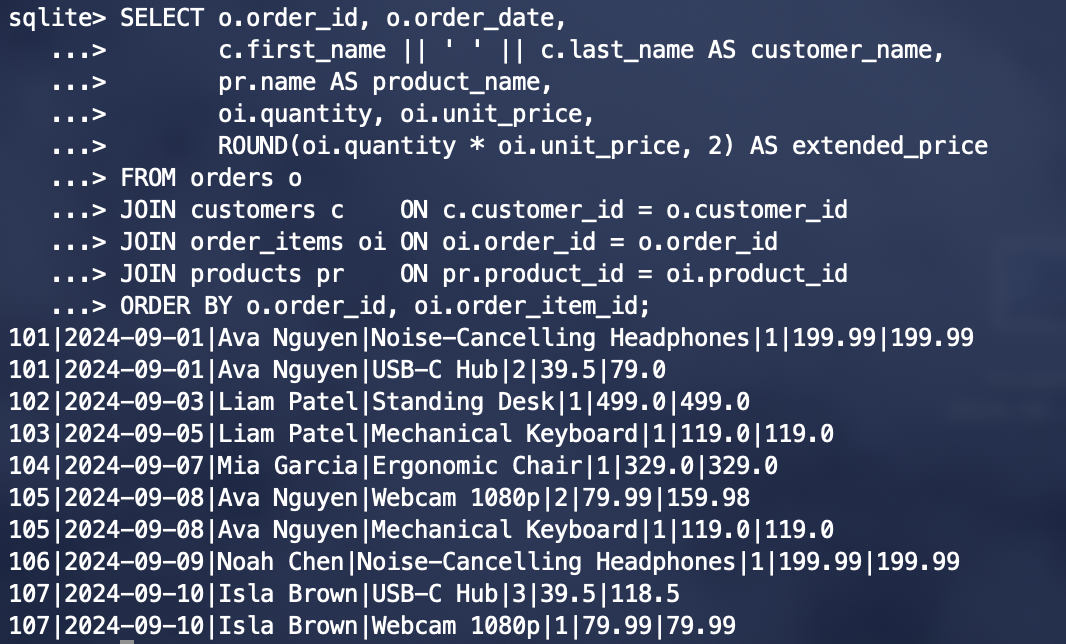 sqlite> SELECT o.order_id, o.order_date,
   ...>        c.first_name || ' ' || c.last_name AS customer_name,
   ...>        pr.name AS product_name,
   ...>        oi.quantity, oi.unit_price,
   ...>        ROUND(oi.quantity * oi.unit_price, 2) AS extended_price
   ...> FROM orders o
   ...> JOIN customers c    ON c.customer_id = o.customer_id
   ...> JOIN order_items oi ON oi.order_id = o.order_id
   ...> JOIN products pr    ON pr.product_id = oi.product_id
   ...> ORDER BY o.order_id, oi.order_item_id;
101|2024-09-01|Ava Nguyen|Noise-Cancelling Headphones|1|199.99|199.99
101|2024-09-01|Ava Nguyen|USB-C Hub|2|39.5|79.0
102|2024-09-03|Liam Patel|Standing Desk|1|499.0|499.0
103|2024-09-05|Liam Patel|Mechanical Keyboard|1|119.0|119.0
104|2024-09-07|Mia Garcia|Ergonomic Chair|1|329.0|329.0
105|2024-09-08|Ava Nguyen|Webcam 1080p|2|79.99|159.98
105|2024-09-08|Ava Nguyen|Mechanical Keyboard|1|119.0|119.0
106|2024-09-09|Noah Chen|Noise-Cancelling Headphones|1|199.99|199.99
107|2024-09-10|Isla Brown|USB-C Hub|3|39.5|118.5
107|2024-09-10|Isla Brown|Webcam 1080p|1|79.99|79.99